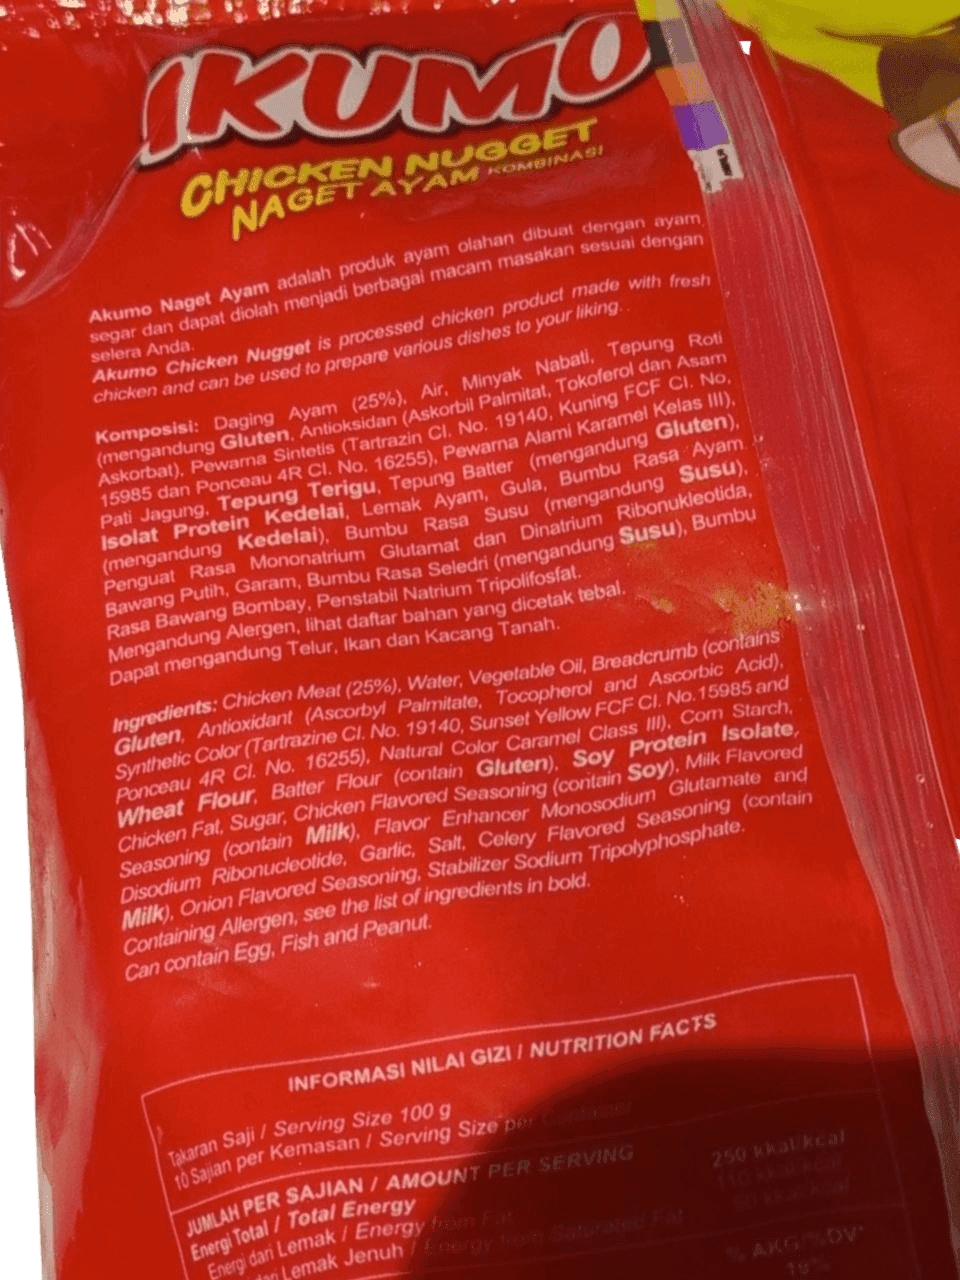 IKUMO
CHICKEN NUGGET
NAGET AYAM KOMBINASI
Akumo Naget Ayam adalah produk ayam olahan dibuat dengan ayam
segar dan dapat diolah menjadi berbagai macam masakan sesuai dengan
selera Anda.
Akumo Chicken Nugget is processed chicken product made with fresh
chicken and can be used to prepare various dishes to your liking.
Komposisi: Daging Ayam (25%), Air, Minyak Nabati, Tepung Roti
(mengandung Gluten, Antioksidan (Askorbil Palmitat, Tokoferol dan Asam
Askorbat), Pewarna Sintetis (Tartrazin CI. No. 19140, Kuning FCF CI. No,
15985 dan Ponceau 4R CI. No. 16255), Pewarna Alami Karamel Kelas III),
Pati Jagung, Tepung Terigu, Tepung Batter (mengandung Gluten),
Isolat Protein Kedelai, Lemak Ayam, Gula, Bumbu Rasa Ayam
(mengandung Kedelai), Bumbu Rasa Susu (mengandung Susu),
Penguat Rasa Mononatrium Glutamat dan Dinatrium Ribonukleotida,
Bawang Putih, Garam, Bumbu Rasa Seledri (mengandung Susu), Bumbu
Rasa Bawang Bombay, Penstabil Natrium Tripolifosfat.
Mengandung Alergen, lihat daftar bahan yang dicetak tebal.
Dapat mengandung Telur, Ikan dan Kacang Tanah.
Ingredients: Chicken Meat (25%), Water, Vegetable Oil, Breadcrumb (contains
Gluten, Antioxidant (Ascorbyl Palmitate, Tocopherol and Ascorbic Acid),
Synthetic Color (Tartrazine CI. No. 19140, Sunset Yellow FCF CI. No.15985 and
Ponceau 4R CI. No. 16255), Natural Color Caramel Class III), Corn Starch,
Wheat Flour, Batter Flour (contain Gluten), Soy Protein Isolate,
Chicken Fat, Sugar, Chicken Flavored Seasoning (contain Soy), Milk Flavored
Seasoning (contain Milk), Flavor Enhancer Monosodium Glutamate and
Disodium Ribonucleotide, Garlic, Salt, Celery Flavored Seasoning (contain
Milk), Onion Flavored Seasoning, Stabilizer Sodium Tripolyphosphate.
Containing Allergen, see the list of ingredients in bold.
Can contain Egg, Fish and Peanut.
INFORMASI NILAI GIZI / NUTRITION FACTS
Takaran Saji / Serving Size 100 g
10 Sajian per Kemasan / Serving Size per Container
JUMLAH PER SAJIAN / AMOUNT PER SERVING
Energi Total / Total Energy 250 kkal/kcal
Energi dari Lemak / Energy from Fat 110 kkal/kcal
dari Lemak Jenuh / Energy from Saturated Fat kkal/kcal
% AKG/%DV*